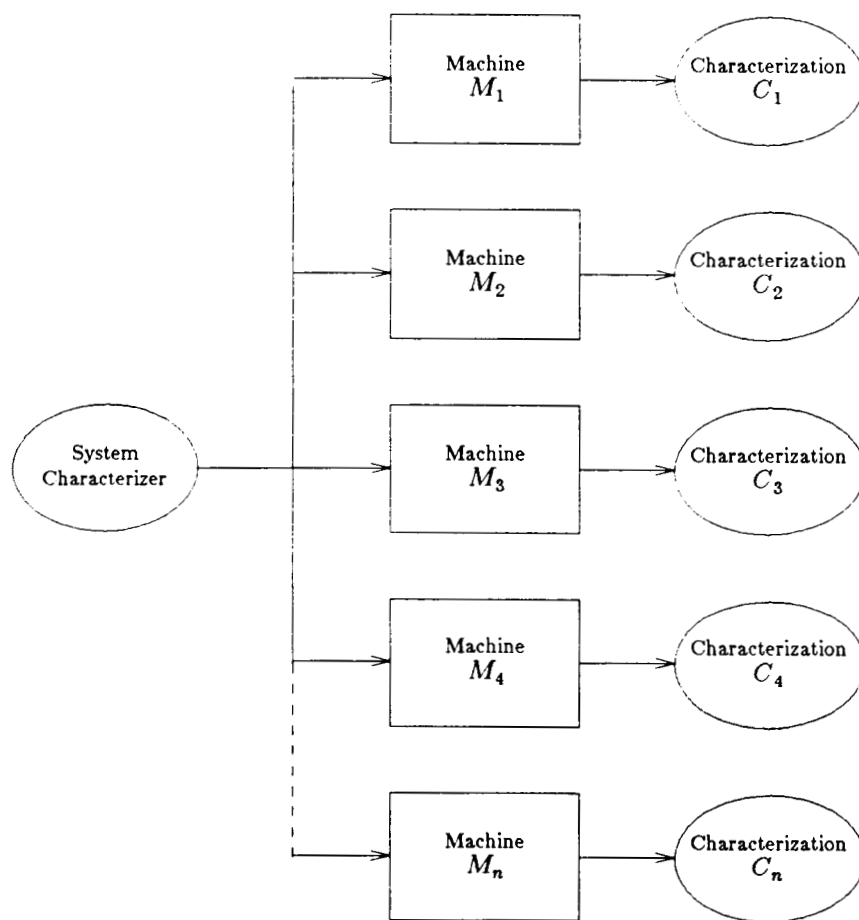 Machine
M₁
Characterization
C₁
Machine
M₂
Characterization
C₂
System
Characterizer
Machine
M₃
Characterization
C₃
Machine
M₄
Characterization
C₄
Machine
Mₙ
Characterization
Cₙ